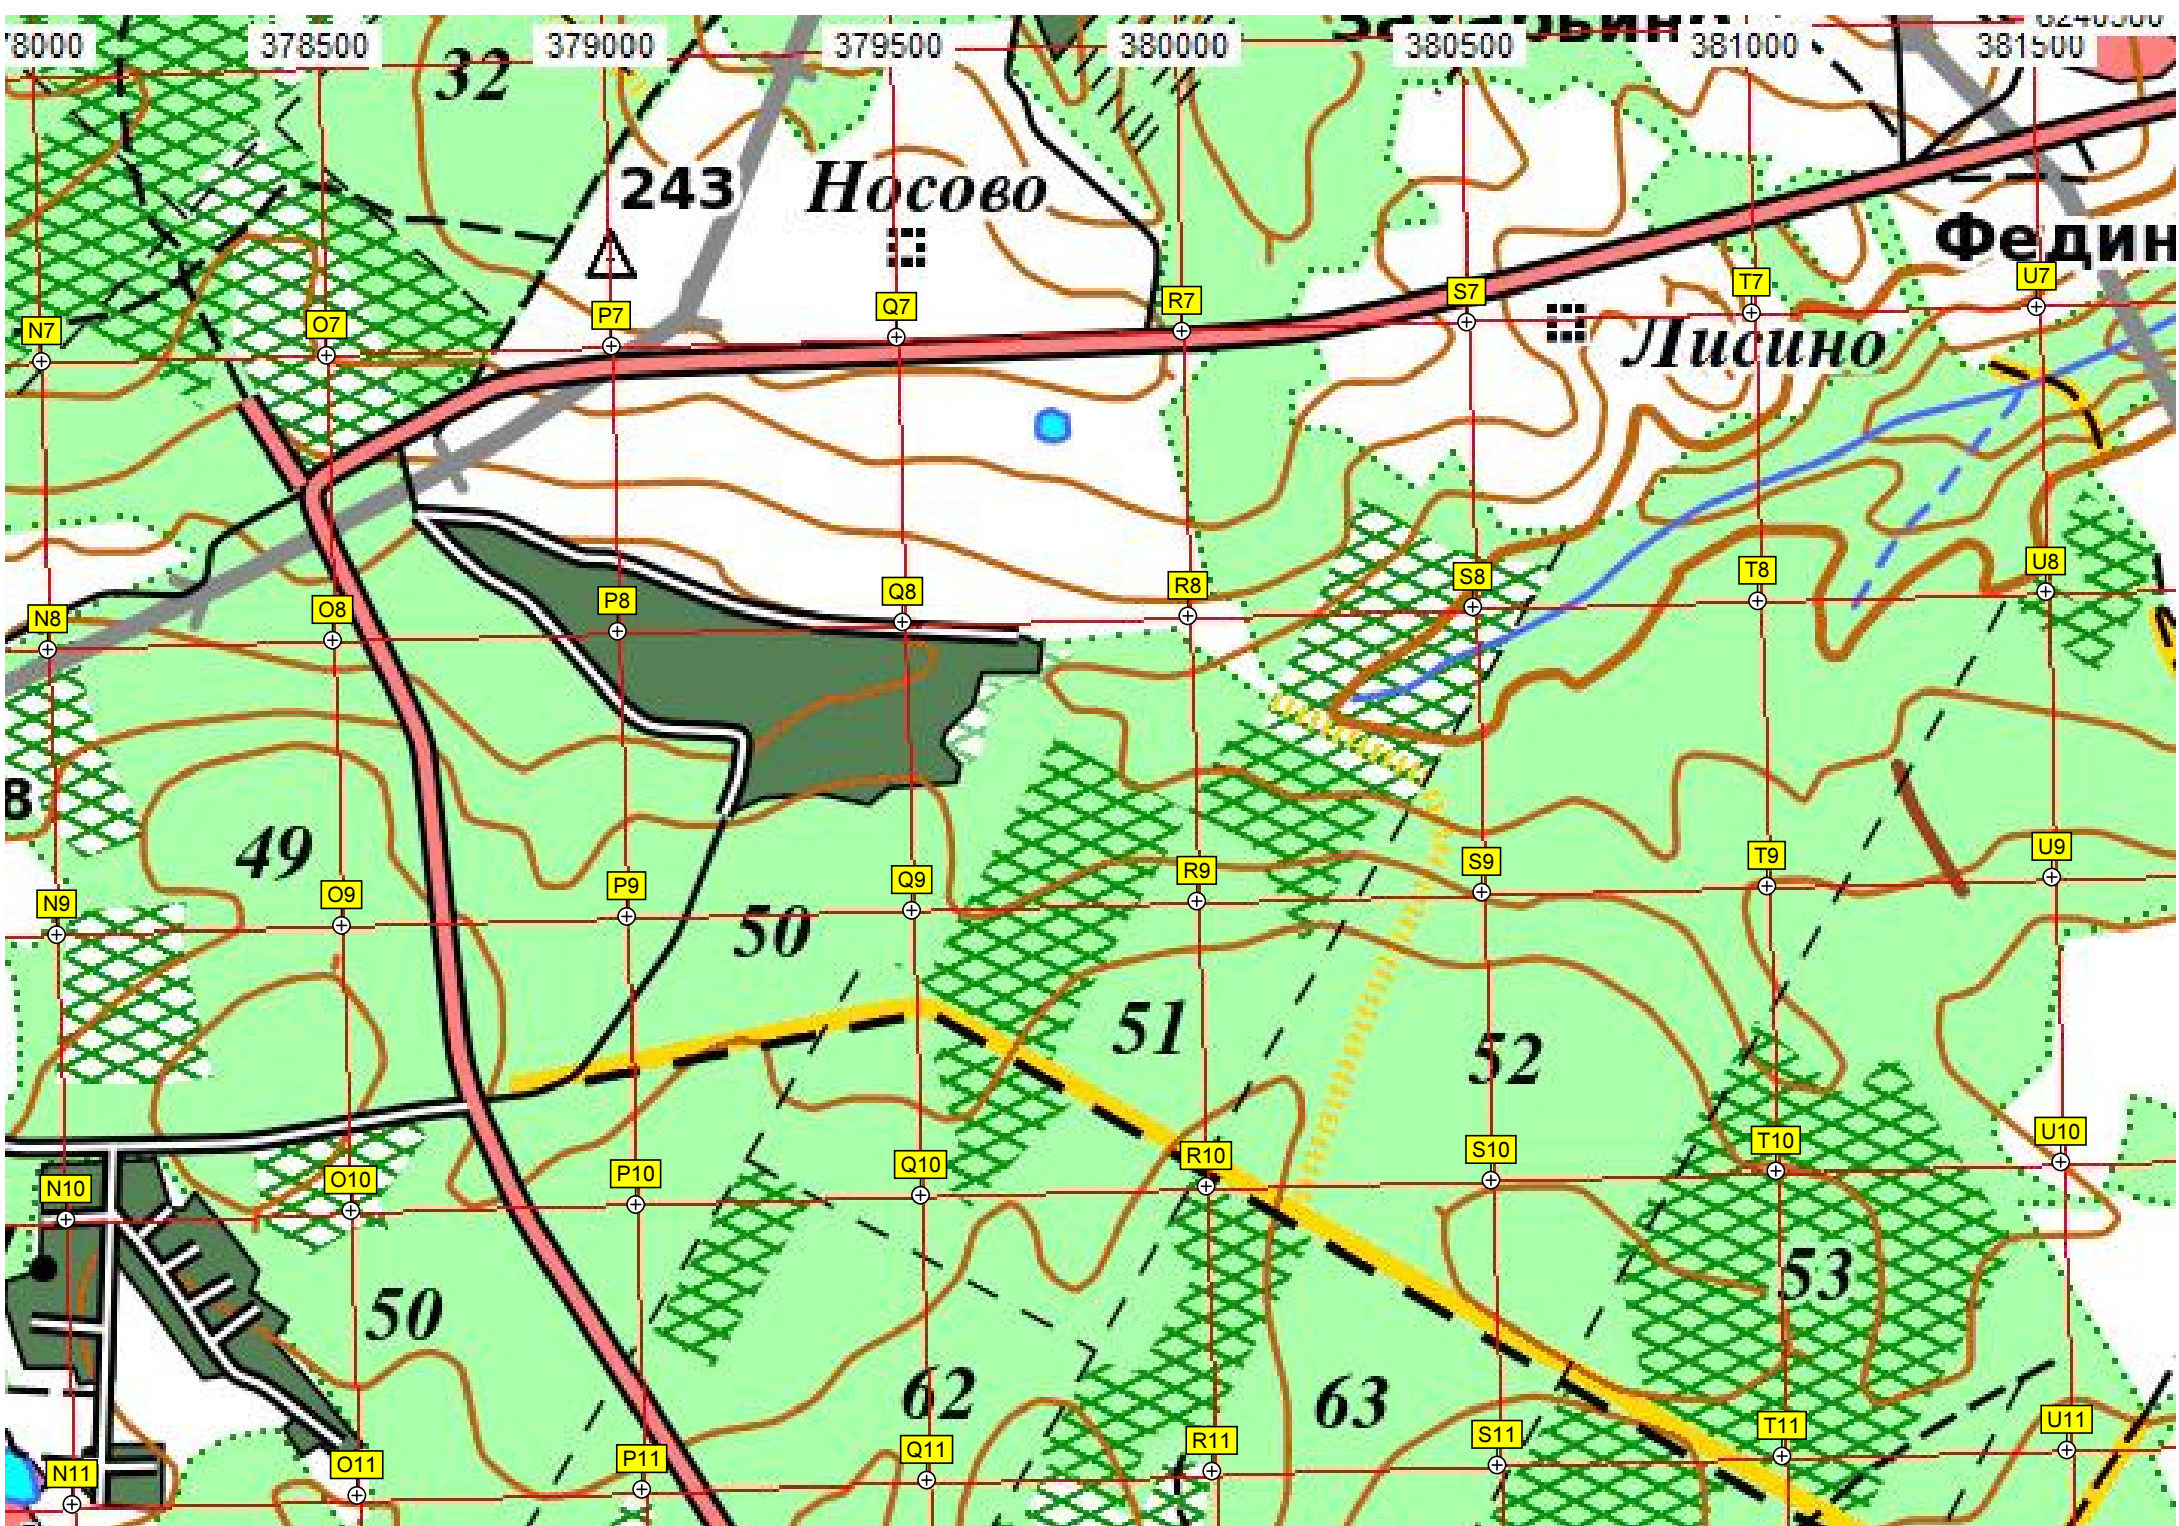 6240500
78000 378500 379000 379500 380000 380500 381000 381500
32
243 Носово
Федин
N7 O7 P7 Q7 R7 S7 T7 U7
Лисино
N8 O8 P8 Q8 R8 S8 T8 U8
8
49
N9 O9 P9 Q9 R9 S9 T9 U9
50
51
52
N10 O10 P10 Q10 R10 S10 T10 U10
53
50
62
63
N11 O11 P11 Q11 R11 S11 T11 U11